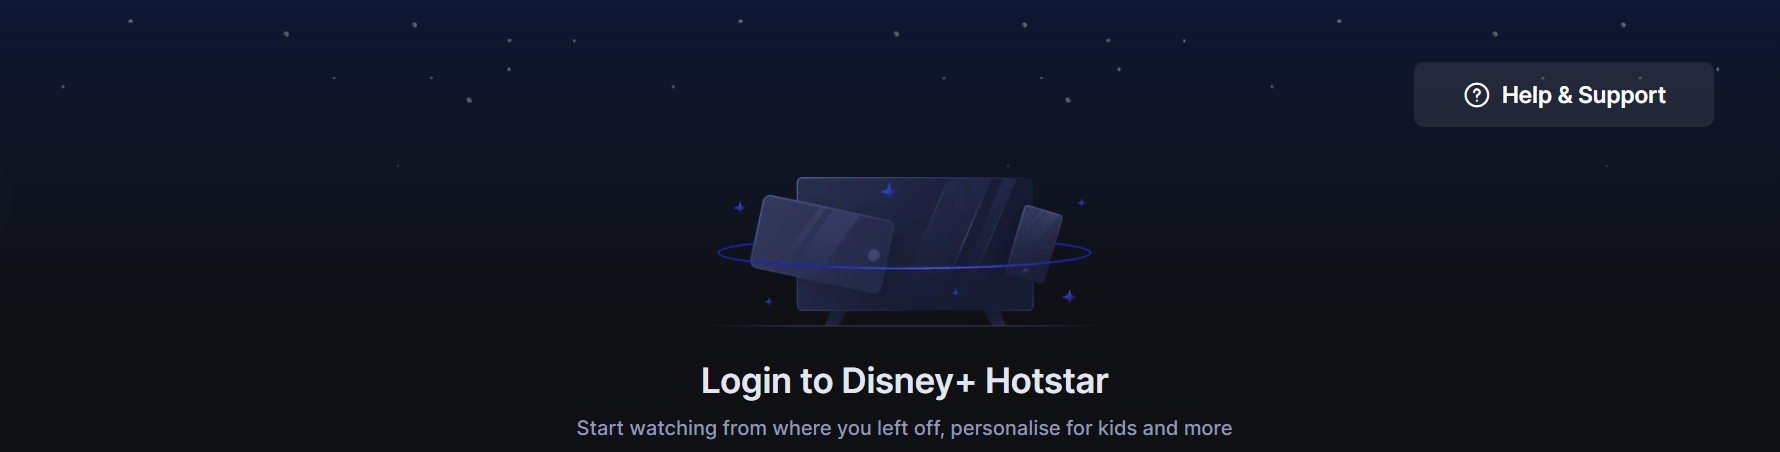 Help & Support
Login to Disney+ Hotstar
Start watching from where you left off, personalise for kids and more